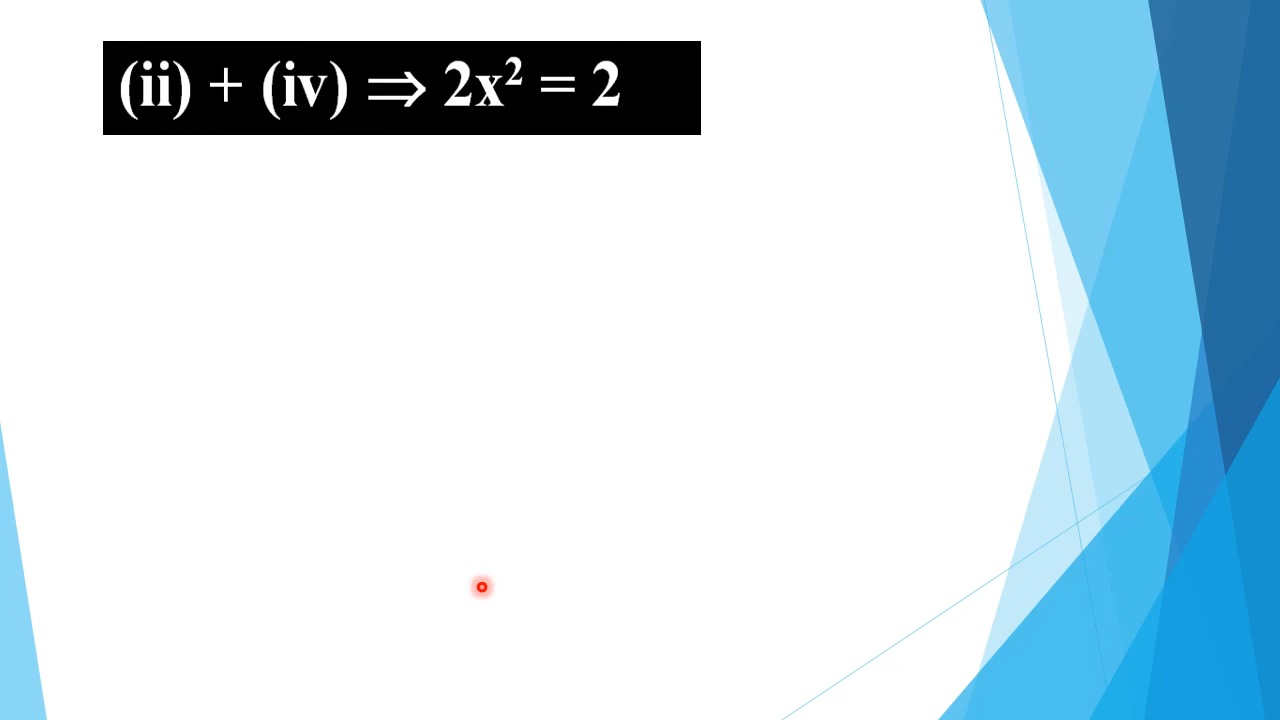 (ii) + (iv) ⇒ 2x² = 2